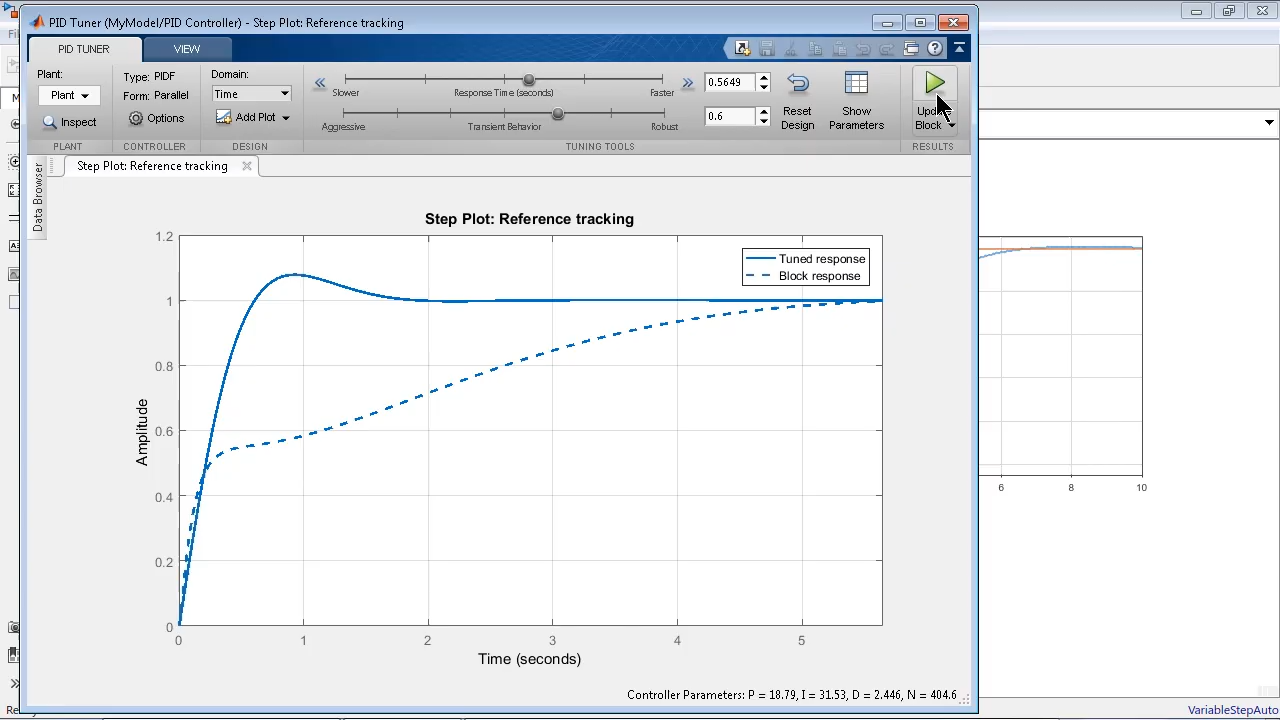 PID Tuner (MyModel/PID Controller) - Step Plot: Reference tracking
PID TUNER
VIEW
Plant:
Plant
Inspect
PLANT
Type: PIDF
Form: Parallel
Options
CONTROLLER
Domain:
Time
Add Plot
DESIGN
Slower
Response Time (seconds)
Faster
0.5649
Aggressive
Transient Behavior
Robust
0.6
Reset
Design
Show
Parameters
TUNING TOOLS
Block
RESULTS
Data Browser
Step Plot: Reference tracking
Step Plot: Reference tracking
Tuned response
Block response
1.2
1
0.8
0.6
0.4
0.2
0
Amplitude
0 1 2 3 4 5
Time (seconds)
6 8 10
Controller Parameters: P = 18.79, I = 31.53, D = 2.446, N = 404.6
VariableStepAuto